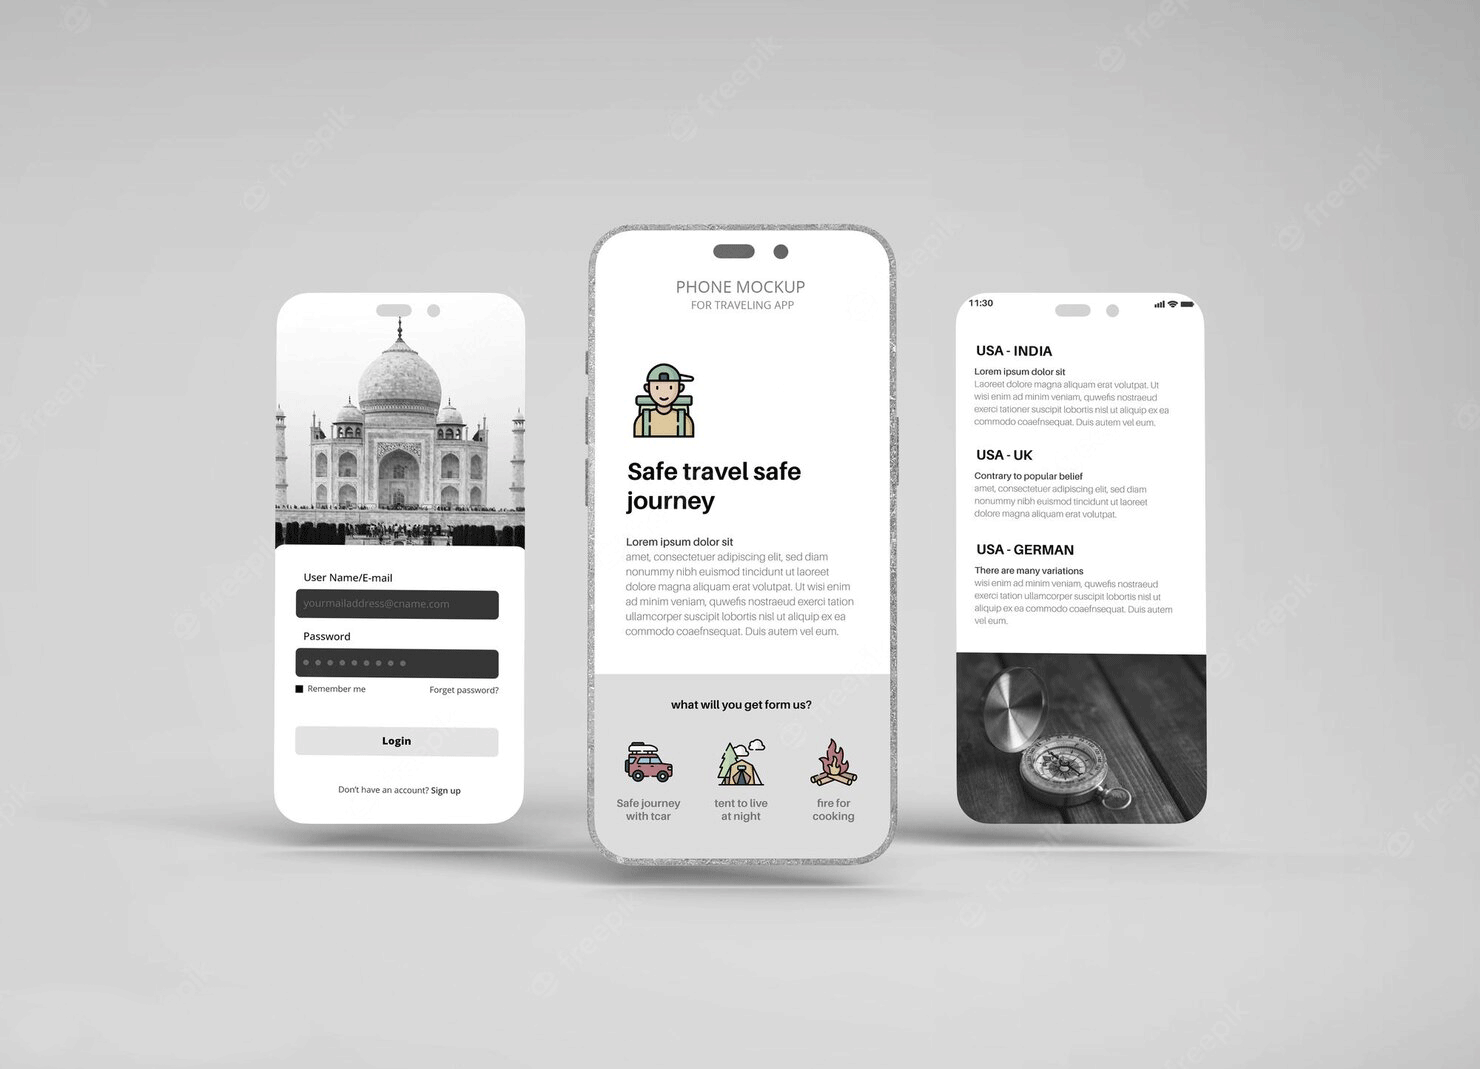 User Name/E-mail
yourmailaddress@cname.com
Password
Remember me
Forget password?
Login
Don't have an account? Sign up
PHONE MOCKUP
FOR TRAVELING APP
Safe travel safe
journey
Lorem ipsum dolor sit
amet, consectetuer adipiscing elit, sed diam
nonummy nibh euismod tincidunt ut laoreet
dolore magna aliquam erat volutpat. Ut wisi enim
ad minim veniam, quwefis nostraeud exerci tation
ullamcorper suscipit lobortis nisl ut aliquip ex ea
commodo coaefnsequat. Duis autem vel eum.
what will you get form us?
Safe journey
with tcar
tent to live
at night
fire for
cooking
11:30
USA - INDIA
Lorem ipsum dolor sit
Laoreet dolore magna aliquam erat volutpat. Ut
wisi enim ad minim veniam, quwefis nostraeud
exerci tationer suscipit lobortis nisl ut aliquip ex ea
commodo coaefnsequat. Duis autem vel eum.
USA - UK
Contrary to popular belief
amet, consectetuer adipiscing elit, sed diam
nonummy nibh euismod tincidunt ut laoreet
dolore magna aliquam erat volutpat.
USA - GERMAN
There are many variations
wisi enim ad minim veniam, quwefis nostraeud
exerci tation suscipit lobortis nisl ut
aliquip ex ea commodo coaefnsequat. Duis autem
vel eum.
freepik